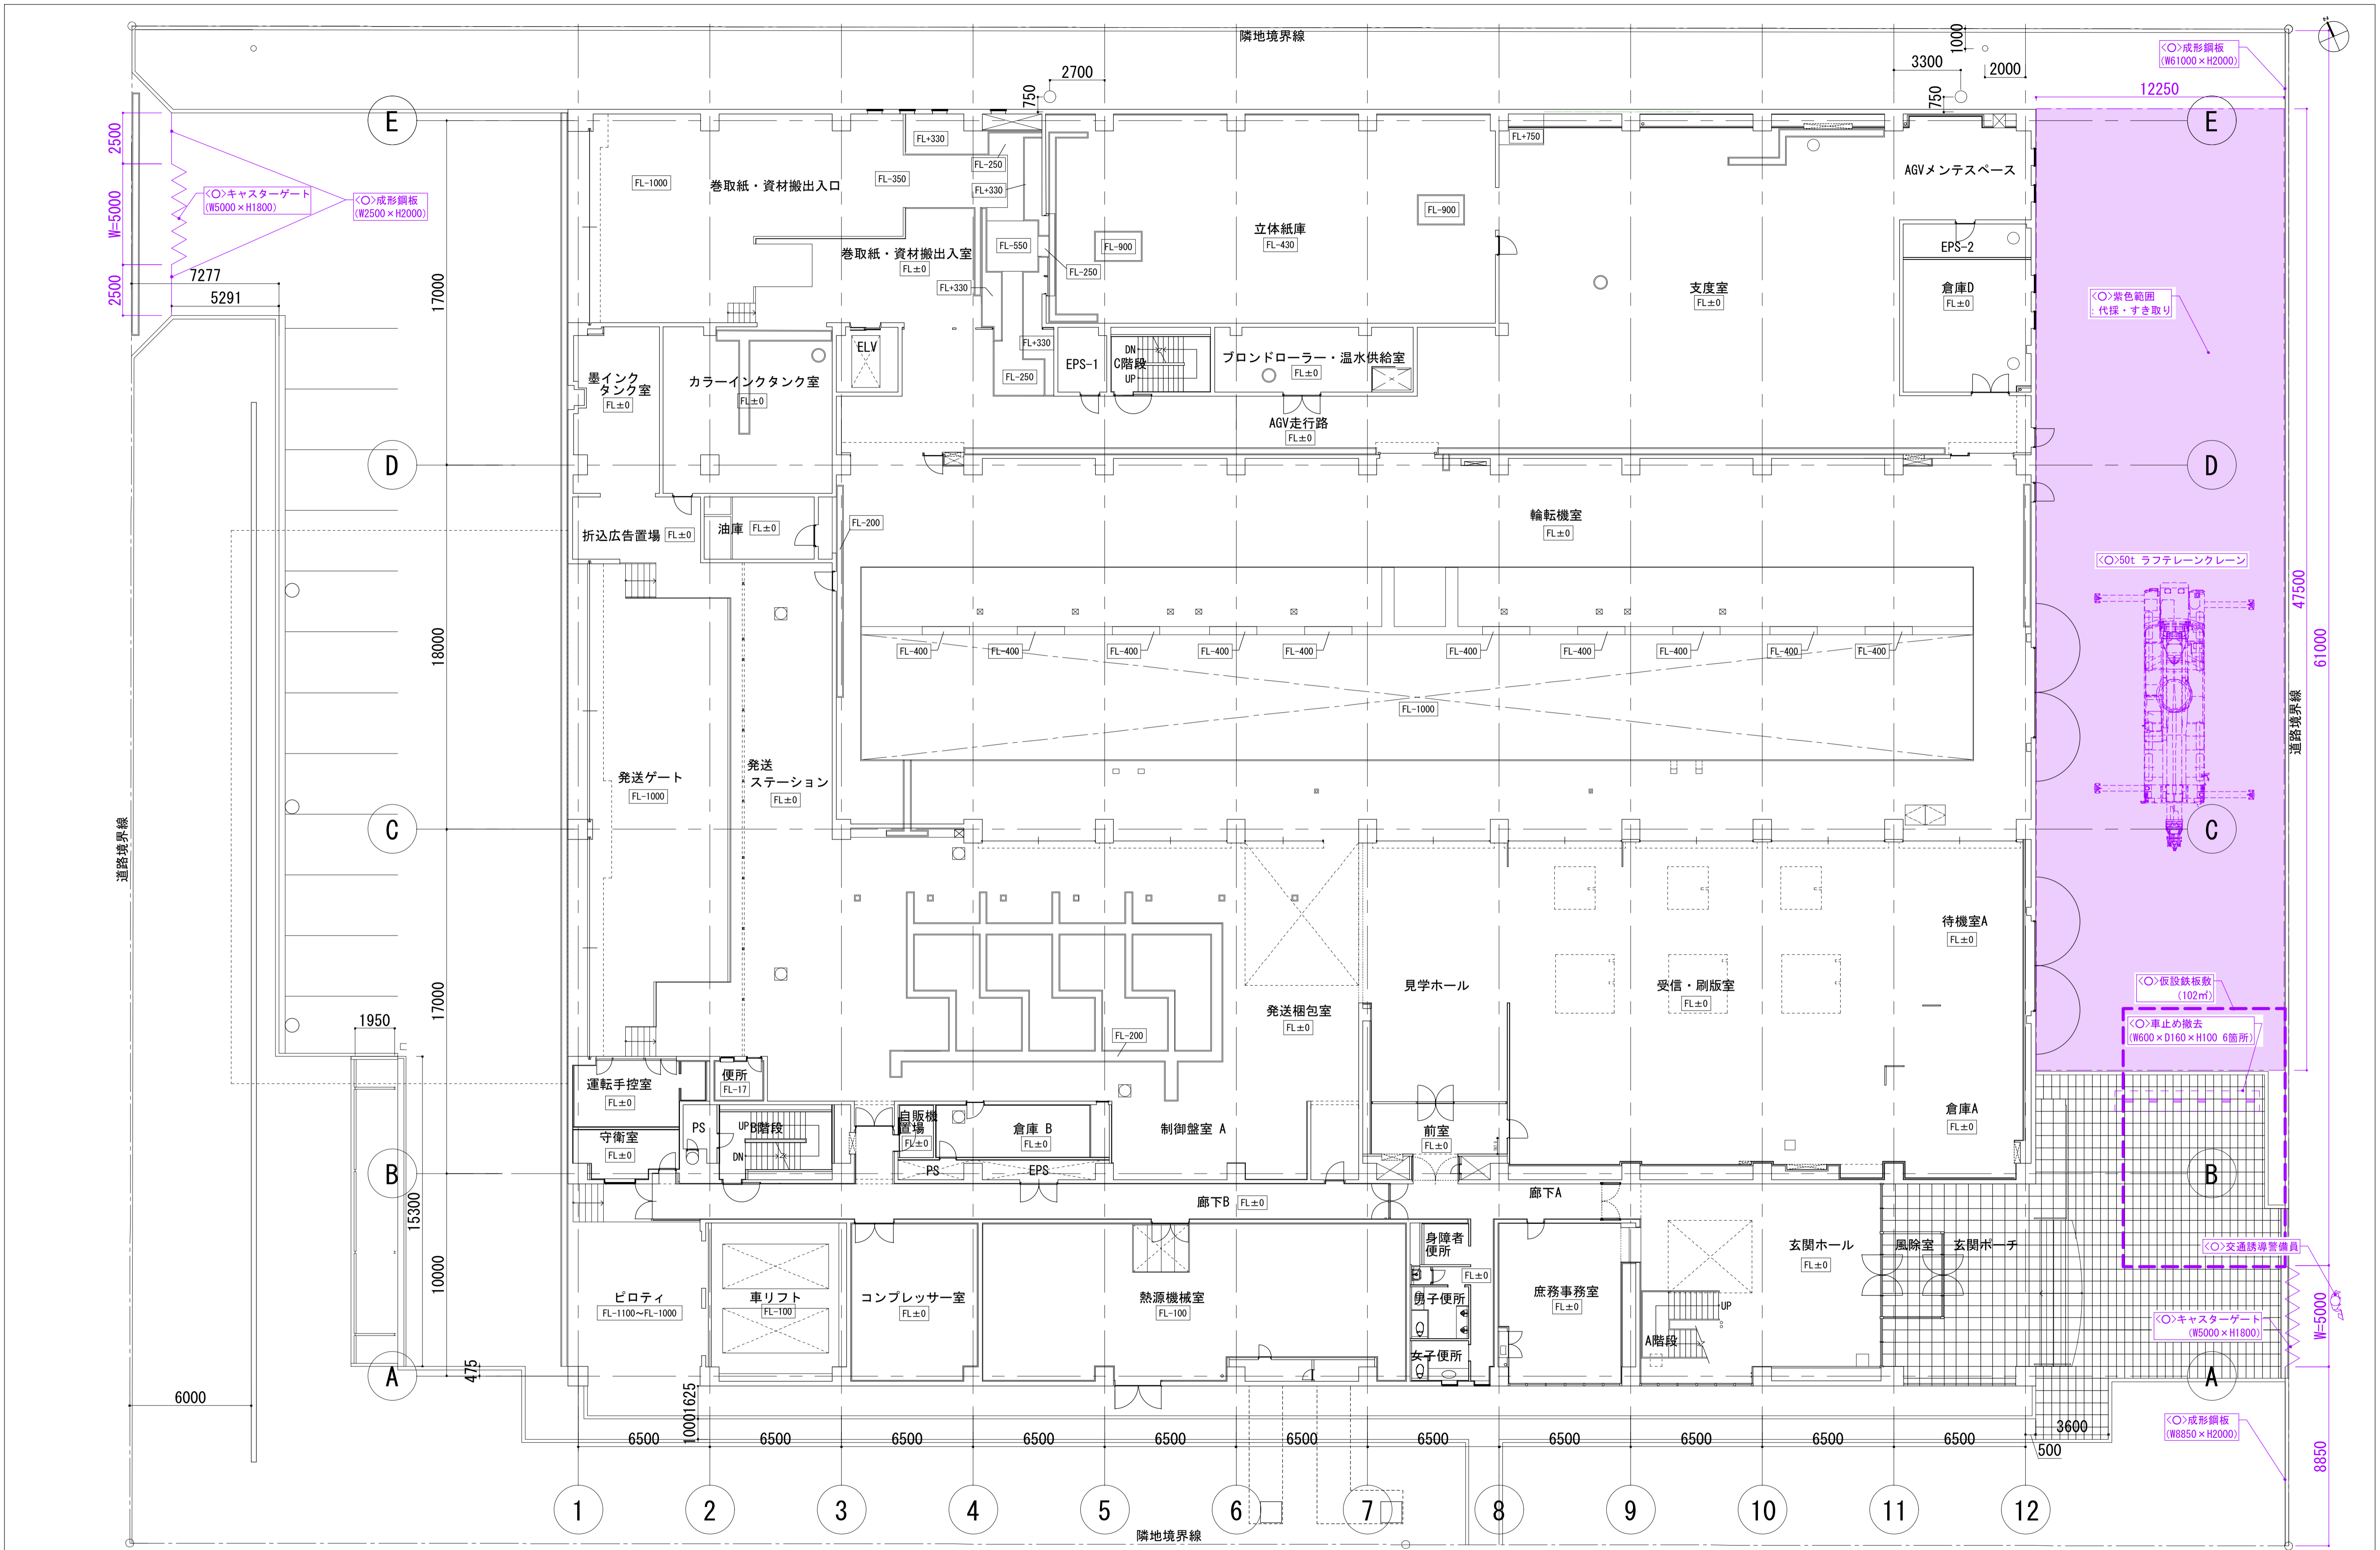 隣地境界線
N
<〇>成形鋼板
(W61000×H2000)
1000
3300
2000
2700
750
750
12250
E
E
2500
W=5000
2500
<〇>キャスターゲート
(W5000×H1800)
<〇>成形鋼板
(W2500×H2000)
7277
5291
17000
FL-1000
巻取紙・資材搬出入口
FL-350
FL+330
FL-250
FL+330
巻取紙・資材搬出入室
FL±0
FL-550
FL-900
FL-250
FL+330
立体紙庫
FL-430
FL-900
FL+750
支度室
FL±0
AGVメンテスペース
EPS-2
倉庫D
FL±0
<〇>紫色範囲
: 代採・すき取り
墨インク
タンク室
FL±0
カラーインクタンク室
FL±0
ELV
FL+330
FL-250
EPS-1
DN
C階段
UP
ブロンドローラー・温水供給室
FL±0
AGV走行路
FL±0
D
D
折込広告置場
FL±0
油庫
FL±0
FL-200
輪転機室
FL±0
<〇>50t ラフテレーンクレーン
47500
61000
18000
FL-400
FL-400
FL-400
FL-400
FL-400
FL-400
FL-400
FL-400
FL-400
FL-400
FL-1000
道路境界線
発送ゲート
FL-1000
発送
ステーション
FL±0
道路境界線
C
C
17000
待機室A
FL±0
見学ホール
受信・刷版室
FL±0
発送梱包室
FL±0
FL-200
<〇>仮設鉄板敷
(102㎡)
<〇>車止め撤去
(W600×D160×H100 6箇所)
1950
運転手控室
FL±0
便所
FL-17
守衛室
FL±0
PS
UP
B階段
DN
自販機
置場
FL±0
倉庫 B
FL±0
PS
EPS
制御盤室 A
前室
FL±0
倉庫A
FL±0
B
B
15300
廊下B
FL±0
廊下A
10000
ピロティ
FL-1100～FL-1000
車リフト
FL-100
コンプレッサー室
FL±0
熱源機械室
FL-100
身障者
便所
FL±0
男子便所
女子便所
庶務事務室
FL±0
UP
A階段
玄関ホール
FL±0
風除室
玄関ポーチ
<〇>交通誘導警備員
W=5000
<〇>キャスターゲート
(W5000×H1800)
A
A
475
6000
1625
1000
6500
6500
6500
6500
6500
6500
6500
6500
6500
6500
6500
3600
500
<〇>成形鋼板
(W8850×H2000)
8850
1
2
3
4
5
6
7
8
9
10
11
12
隣地境界線